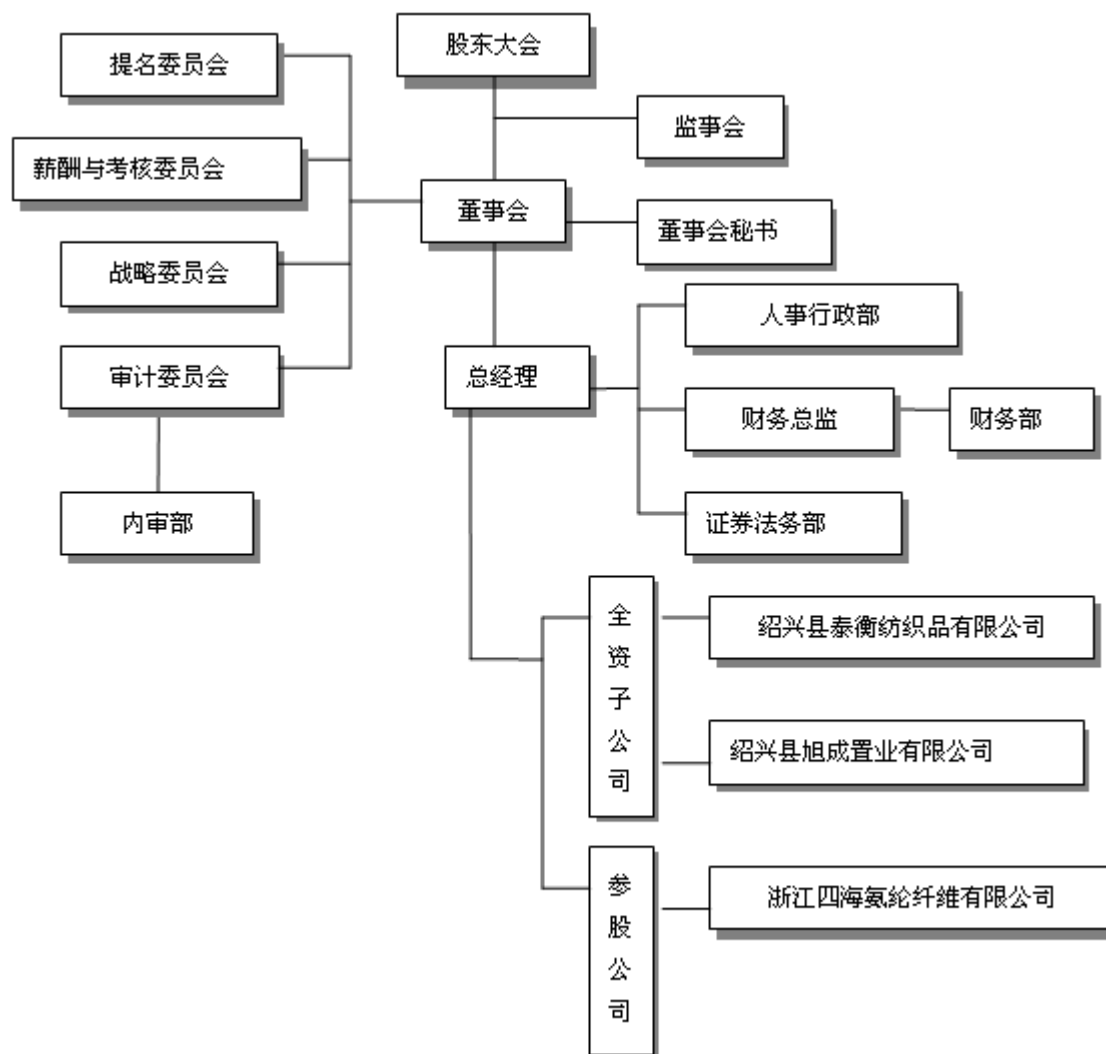 股东大会
提名委员会
监事会
薪酬与考核委员会
董事会
董事会秘书
战略委员会
人事行政部
审计委员会
总经理
财务总监
财务部
内审部
证券法务部
全资子公司
绍兴县泰衡纺织品有限公司
绍兴县旭成置业有限公司
参股公司
浙江四海氨纶纤维有限公司